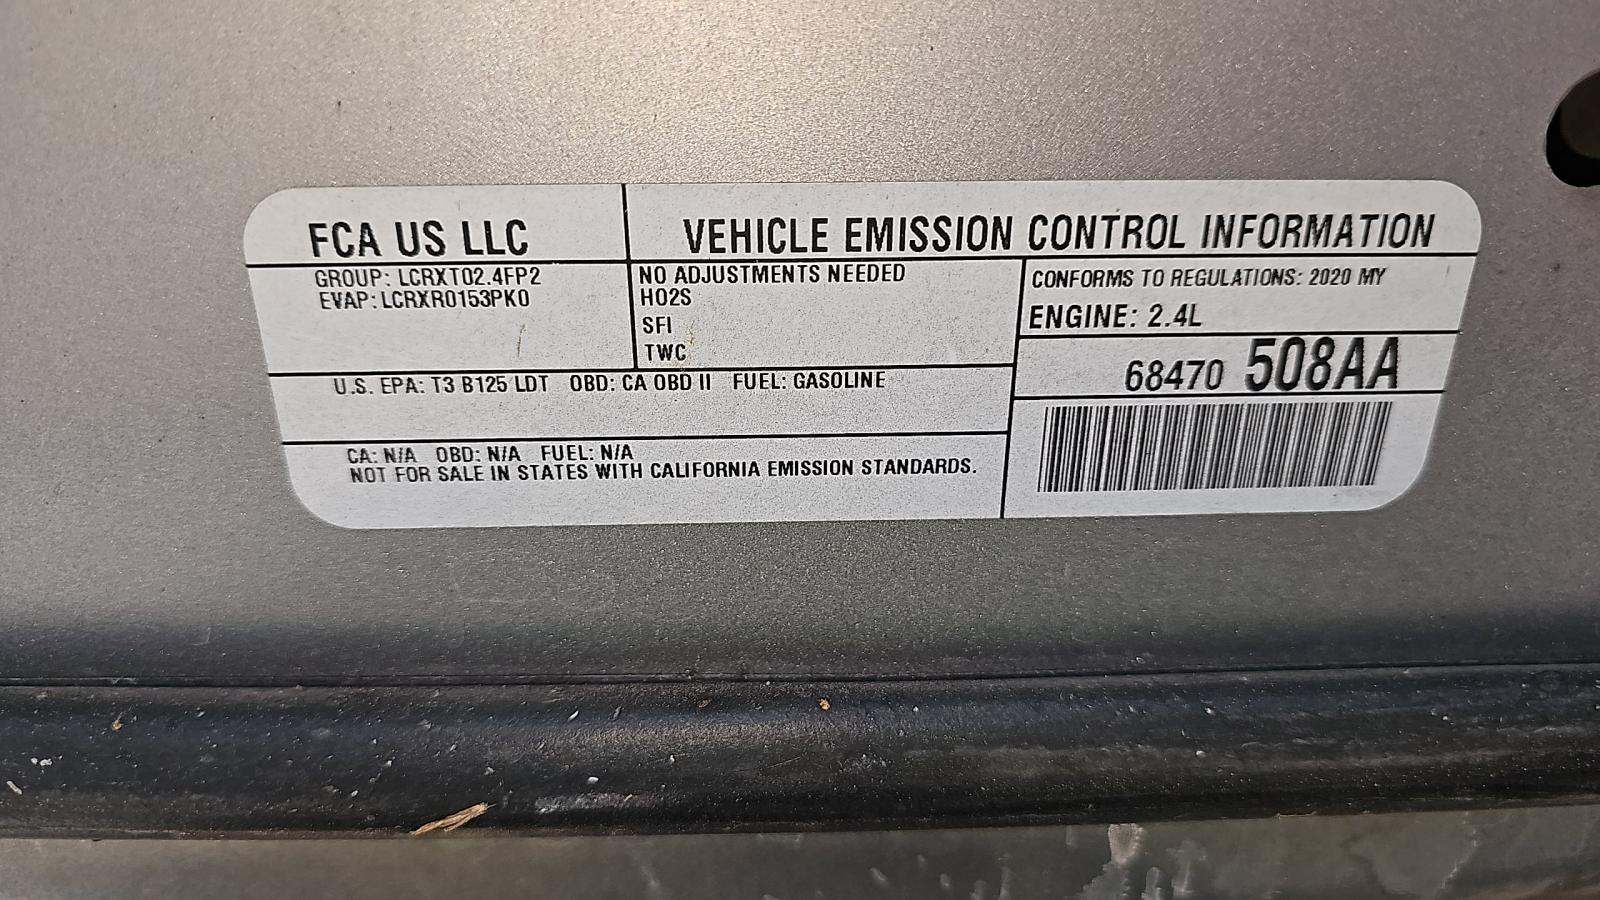 FCA US LLC
VEHICLE EMISSION CONTROL INFORMATION
GROUP: LCRXT02.4FP2
EVAP: LCRXR0153PK0
NO ADJUSTMENTS NEEDED
HO2S
SFI
TWC
CONFORMS TO REGULATIONS: 2020 MY
ENGINE: 2.4L
68470 508AA
U.S. EPA: T3 B125 LDT OBD: CA OBD II FUEL: GASOLINE
CA: N/A OBD: N/A FUEL: N/A
NOT FOR SALE IN STATES WITH CALIFORNIA EMISSION STANDARDS.